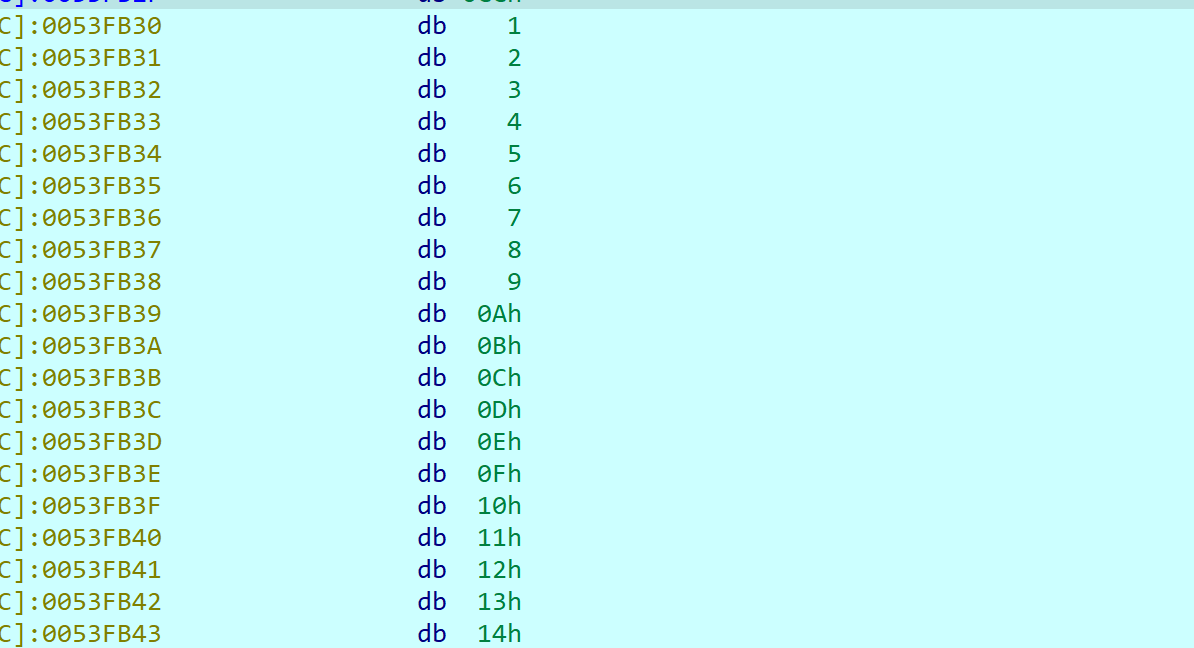 C]:0053FB30 db 1
C]:0053FB31 db 2
C]:0053FB32 db 3
C]:0053FB33 db 4
C]:0053FB34 db 5
C]:0053FB35 db 6
C]:0053FB36 db 7
C]:0053FB37 db 8
C]:0053FB38 db 9
C]:0053FB39 db 0Ah
C]:0053FB3A db 0Bh
C]:0053FB3B db 0Ch
C]:0053FB3C db 0Dh
C]:0053FB3D db 0Eh
C]:0053FB3E db 0Fh
C]:0053FB3F db 10h
C]:0053FB40 db 11h
C]:0053FB41 db 12h
C]:0053FB42 db 13h
C]:0053FB43 db 14h